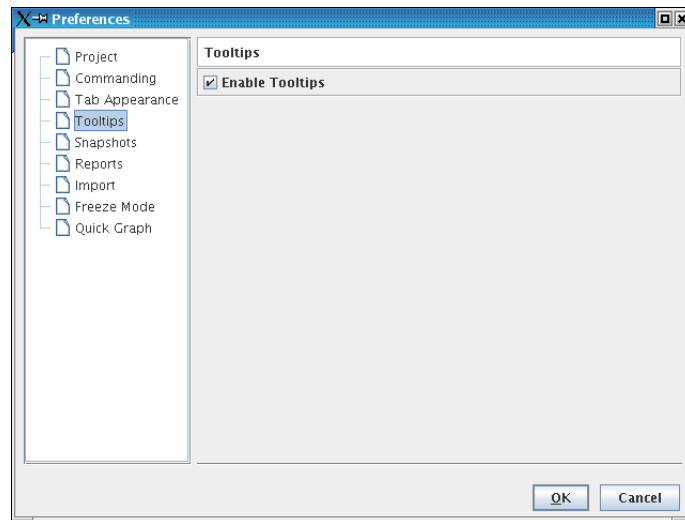 Preferences
Project
Commanding
Tab Appearance
Tooltips
Snapshots
Reports
Import
Freeze Mode
Quick Graph
Tooltips
Enable Tooltips
OK
Cancel